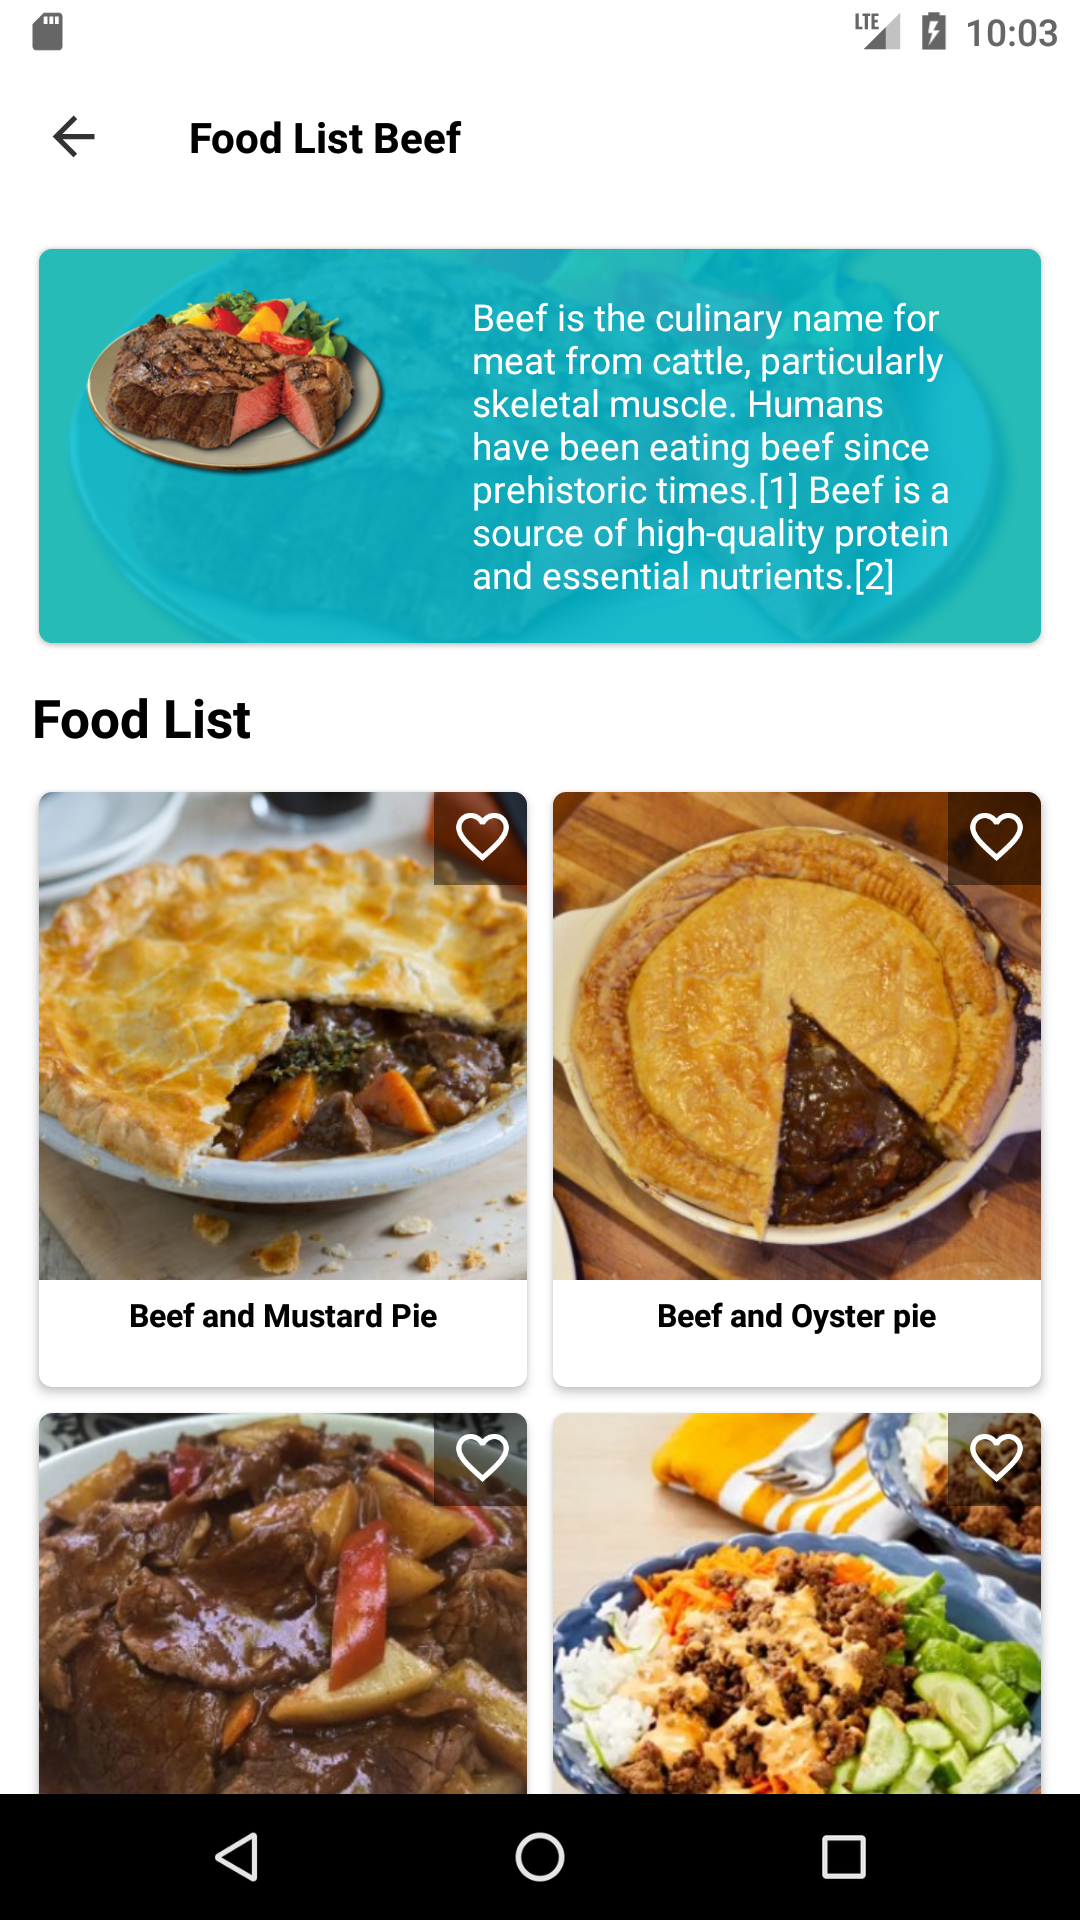 LTE 10:03
Food List Beef
Beef is the culinary name for
meat from cattle, particularly
skeletal muscle. Humans
have been eating beef since
prehistoric times.[1] Beef is a
source of high-quality protein
and essential nutrients.[2]
Food List
Beef and Mustard Pie
Beef and Oyster pie